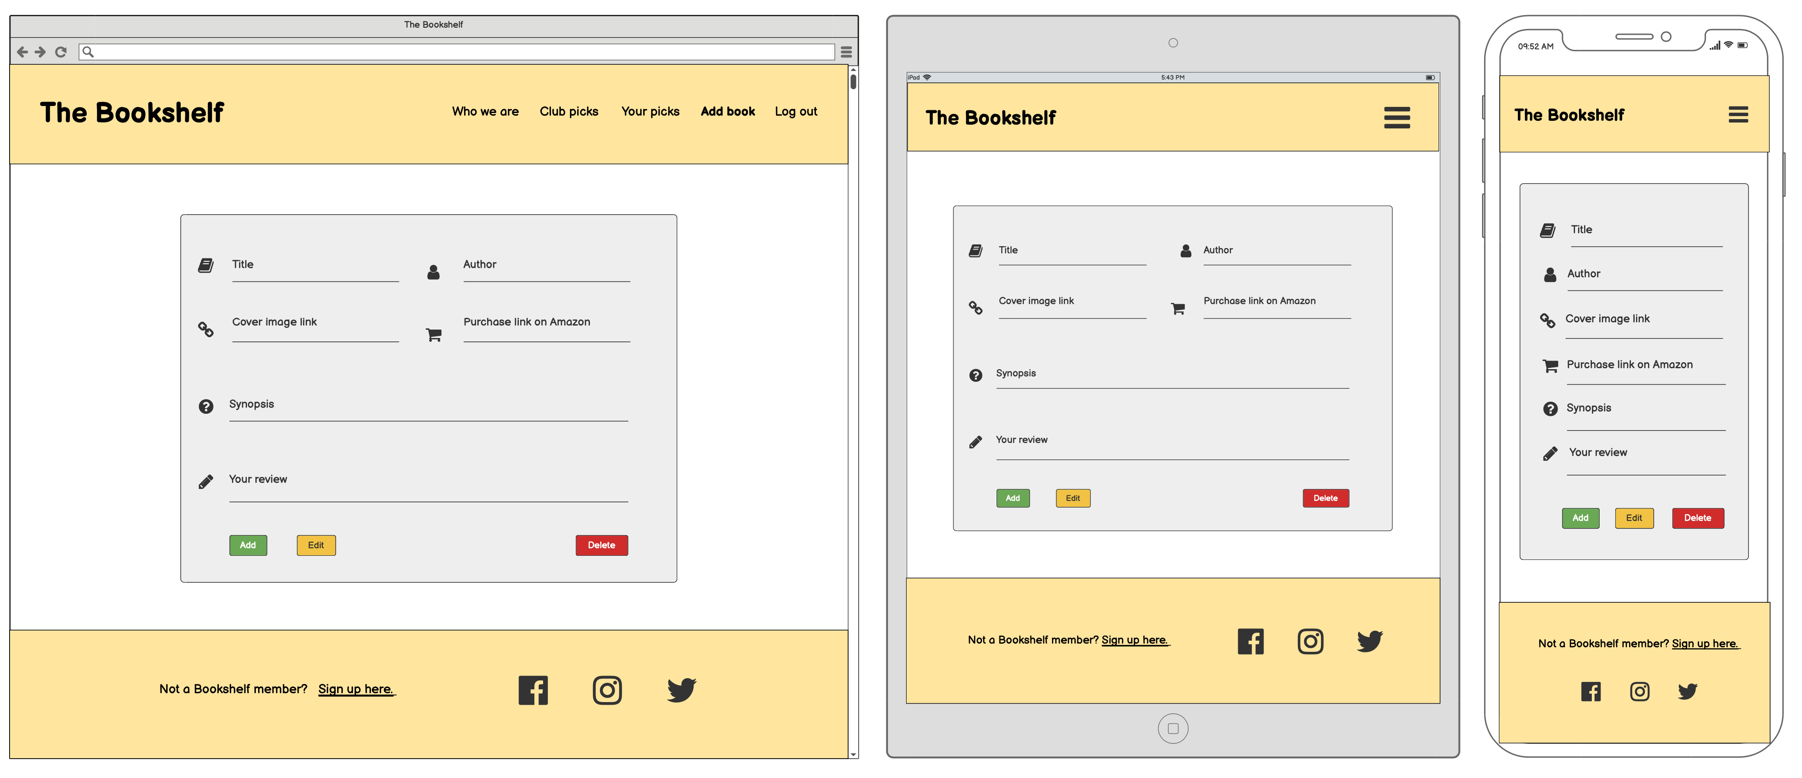 The Bookshelf
The Bookshelf
Who we are
Club picks
Your picks
Add book
Log out
Title
Author
Cover image link
Purchase link on Amazon
Synopsis
Your review
Add
Edit
Delete
Not a Bookshelf member? Sign up here.
iPad
5:43 PM
The Bookshelf
Title
Author
Cover image link
Purchase link on Amazon
Synopsis
Your review
Add
Edit
Delete
Not a Bookshelf member? Sign up here.
09:52 AM
The Bookshelf
Title
Author
Cover image link
Purchase link on Amazon
Synopsis
Your review
Add
Edit
Delete
Not a Bookshelf member? Sign up here.